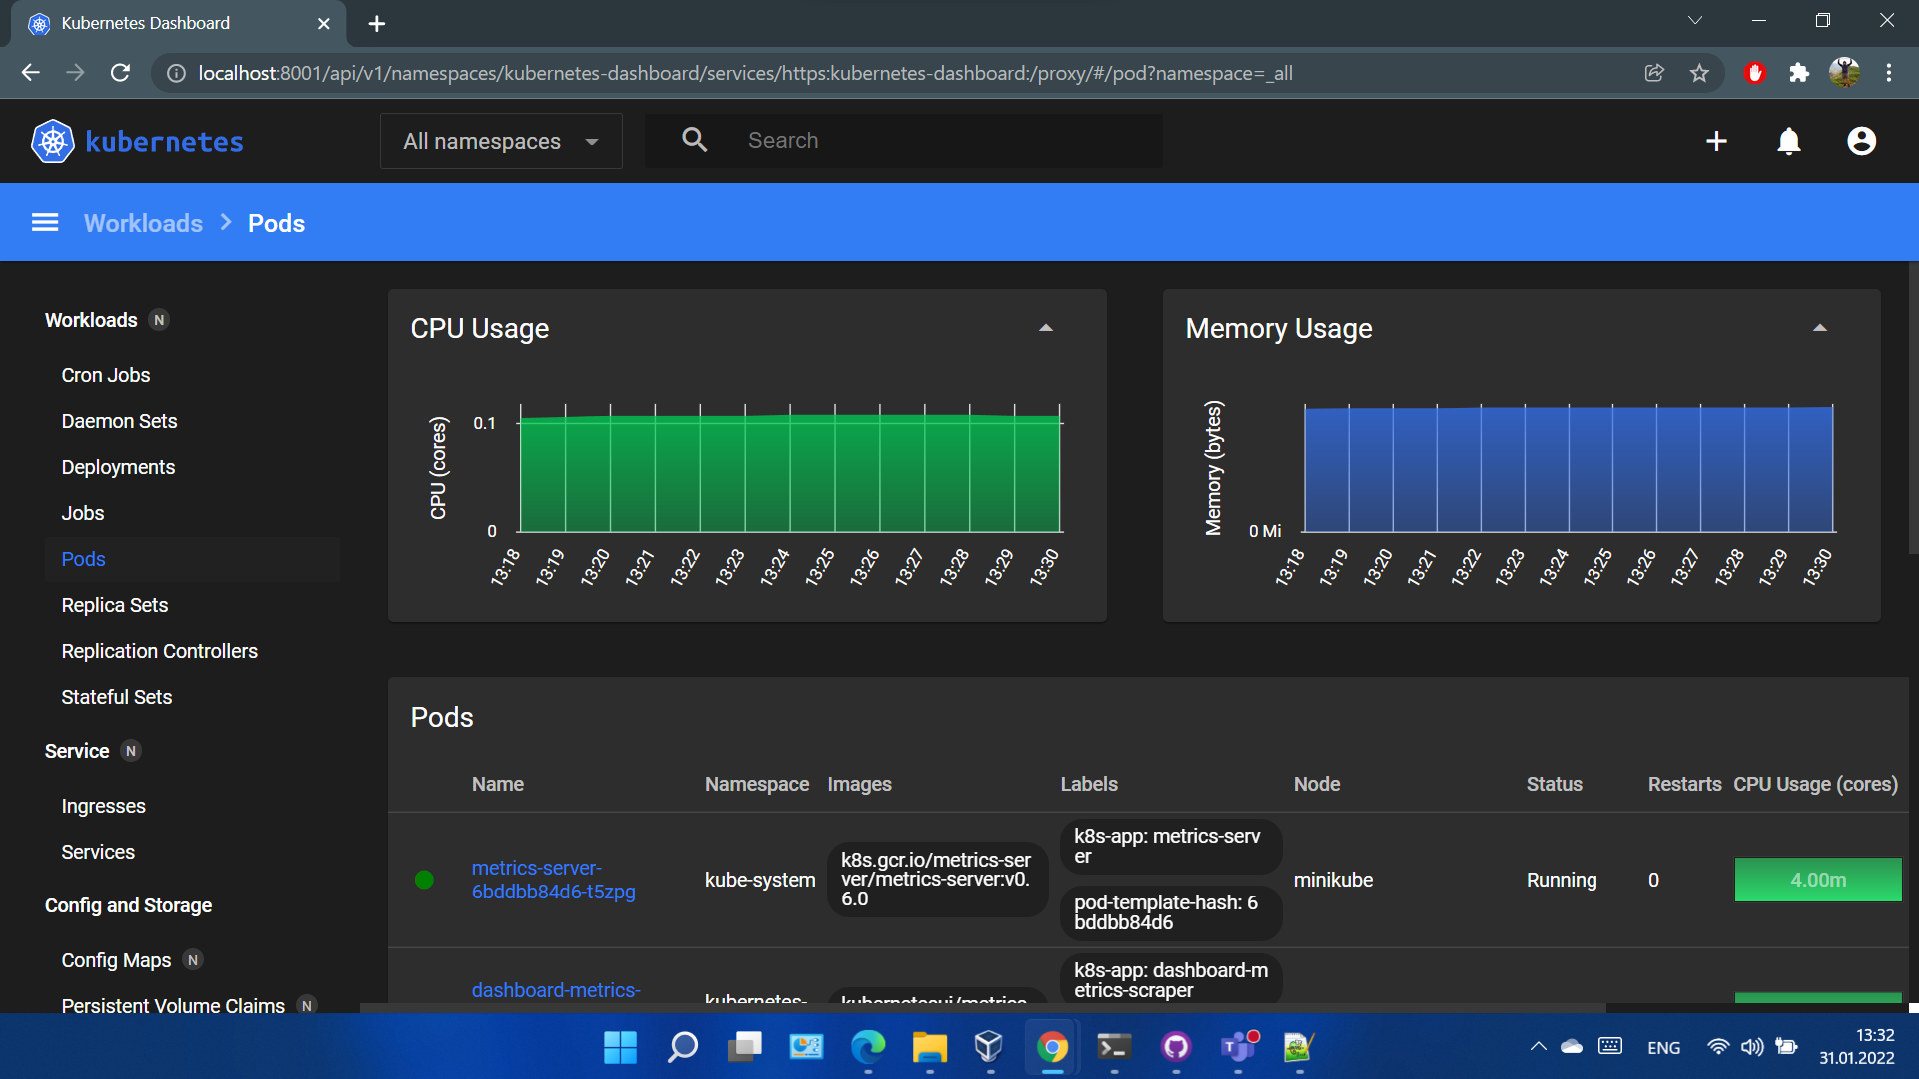 Kubernetes Dashboard
localhost:8001/api/v1/namespaces/kubernetes-dashboard/services/https:kubernetes-dashboard:/proxy/#/pod?namespace=_all
kubernetes
All namespaces
Search
Workloads
Pods
Workloads N
Cron Jobs
Daemon Sets
Deployments
Jobs
Pods
Replica Sets
Replication Controllers
Stateful Sets
Service N
Ingresses
Services
Config and Storage
Config Maps N
Persistent Volume Claims N
CPU Usage
CPU (cores)
0.1
0
13:18 13:19 13:20 13:21 13:22 13:23 13:24 13:25 13:26 13:27 13:28 13:29 13:30
Memory Usage
Memory (bytes)
0 Mi
13:18 13:19 13:20 13:21 13:22 13:23 13:24 13:25 13:26 13:27 13:28 13:29 13:30
Pods
Name Namespace Images Labels Node Status Restarts CPU Usage (cores)
metrics-server-
6bddbb84d6-t5zpg
kube-system
k8s.gcr.io/metrics-ser
ver/metrics-server:v0.
6.0
k8s-app: metrics-serv
er
pod-template-hash: 6
bddbb84d6
minikube
Running
0
4.00m
dashboard-metrics-
kubernetes-
kubernetesui/metrics
k8s-app: dashboard-m
etrics-scraper
ENG
13:32
31.01.2022